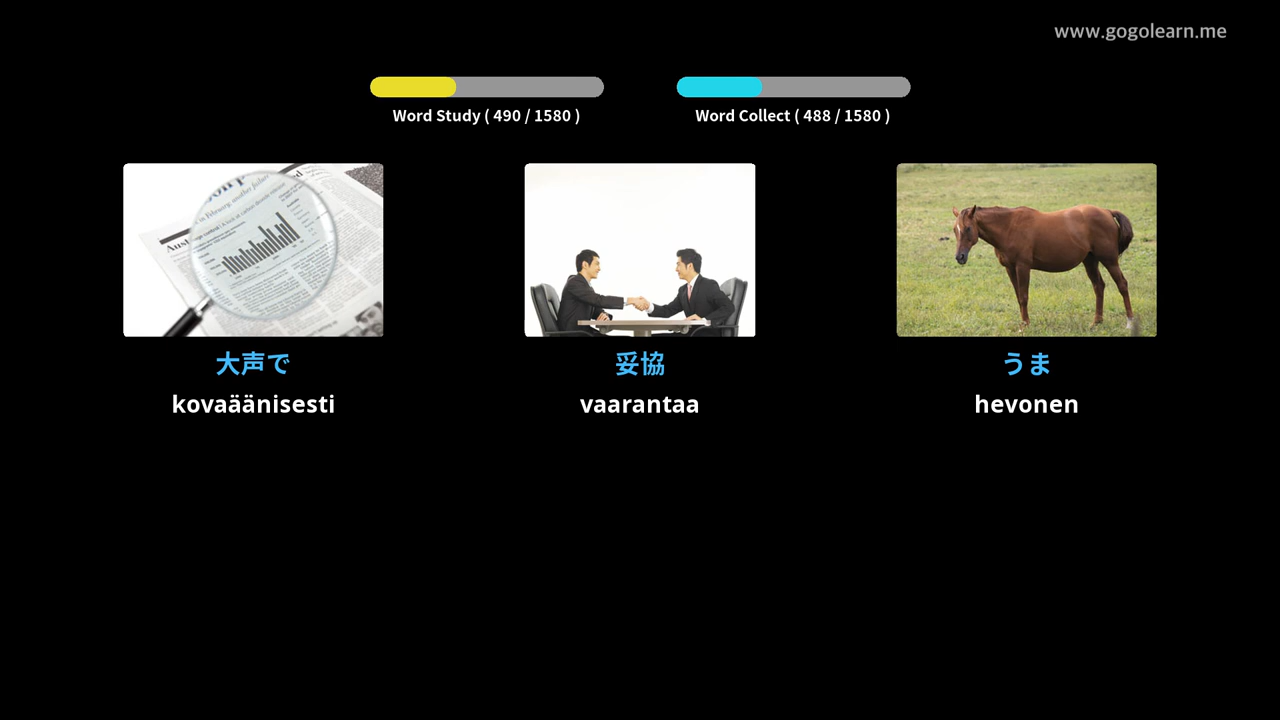 www.gogolearn.me
Word Study ( 490 / 1580 )
Word Collect ( 488 / 1580 )
大声で
妥協
うま
kovaäänisesti
vaarantaa
hevonen